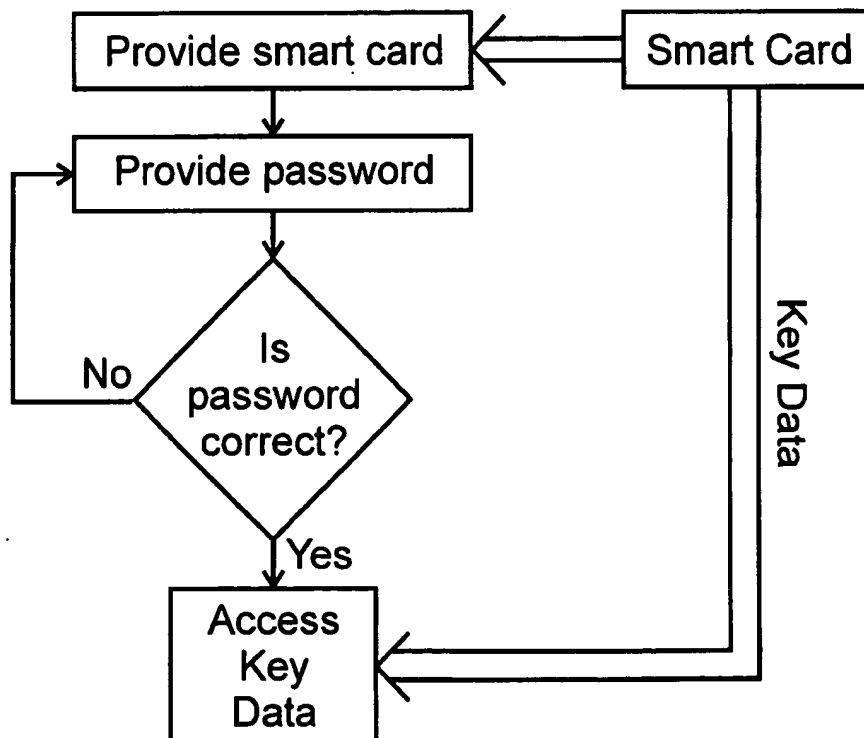 Provide smart card
Smart Card
Provide password
Is
password
correct?
No
Key Data
Yes
Access
Key
Data